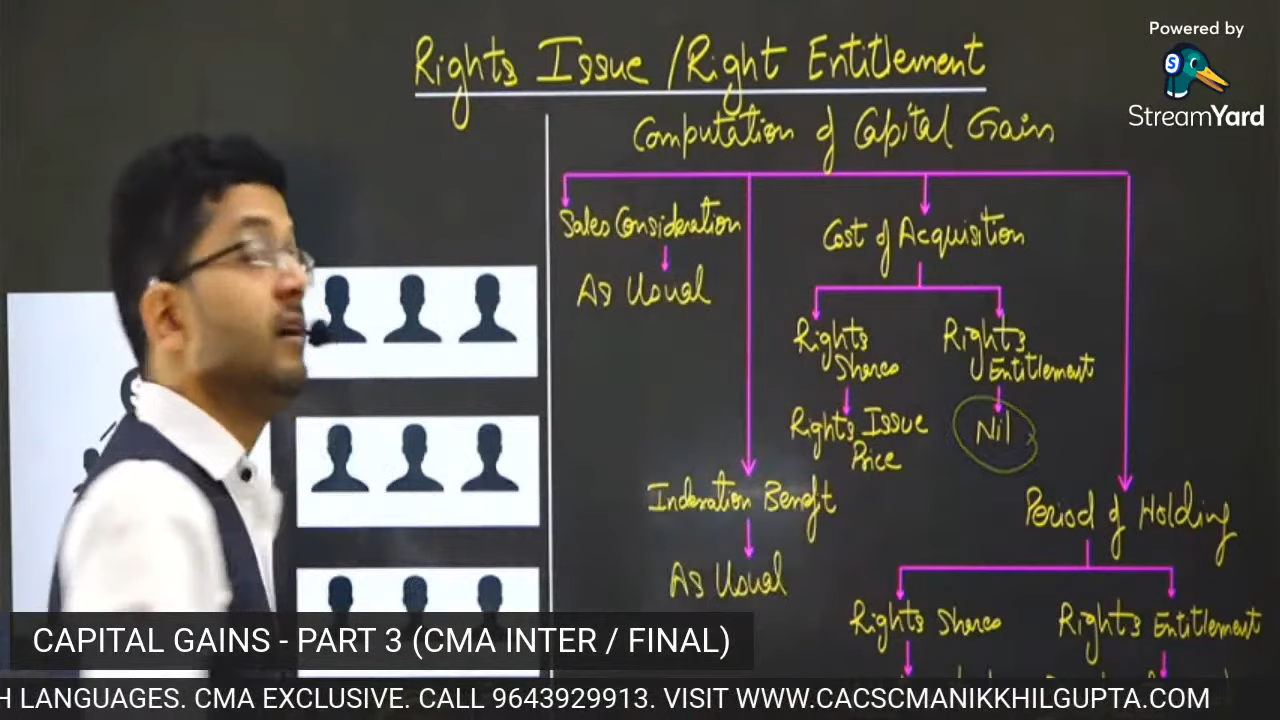 Powered by
StreamYard
Rights Issue / Right Entitlement
Computation of Capital Gain
Sales Consideration
As Usual
Cost of Acquisition
Rights Shares
Rights Issue Price
Rights Entitlement
Nil
Indexation Benefit
As Usual
Period of Holding
Rights Shares
Rights Entitlement
CAPITAL GAINS - PART 3 (CMA INTER / FINAL)
H LANGUAGES. CMA EXCLUSIVE. CALL 9643929913. VISIT WWW.CACSCMANIKKHILGUPTA.COM